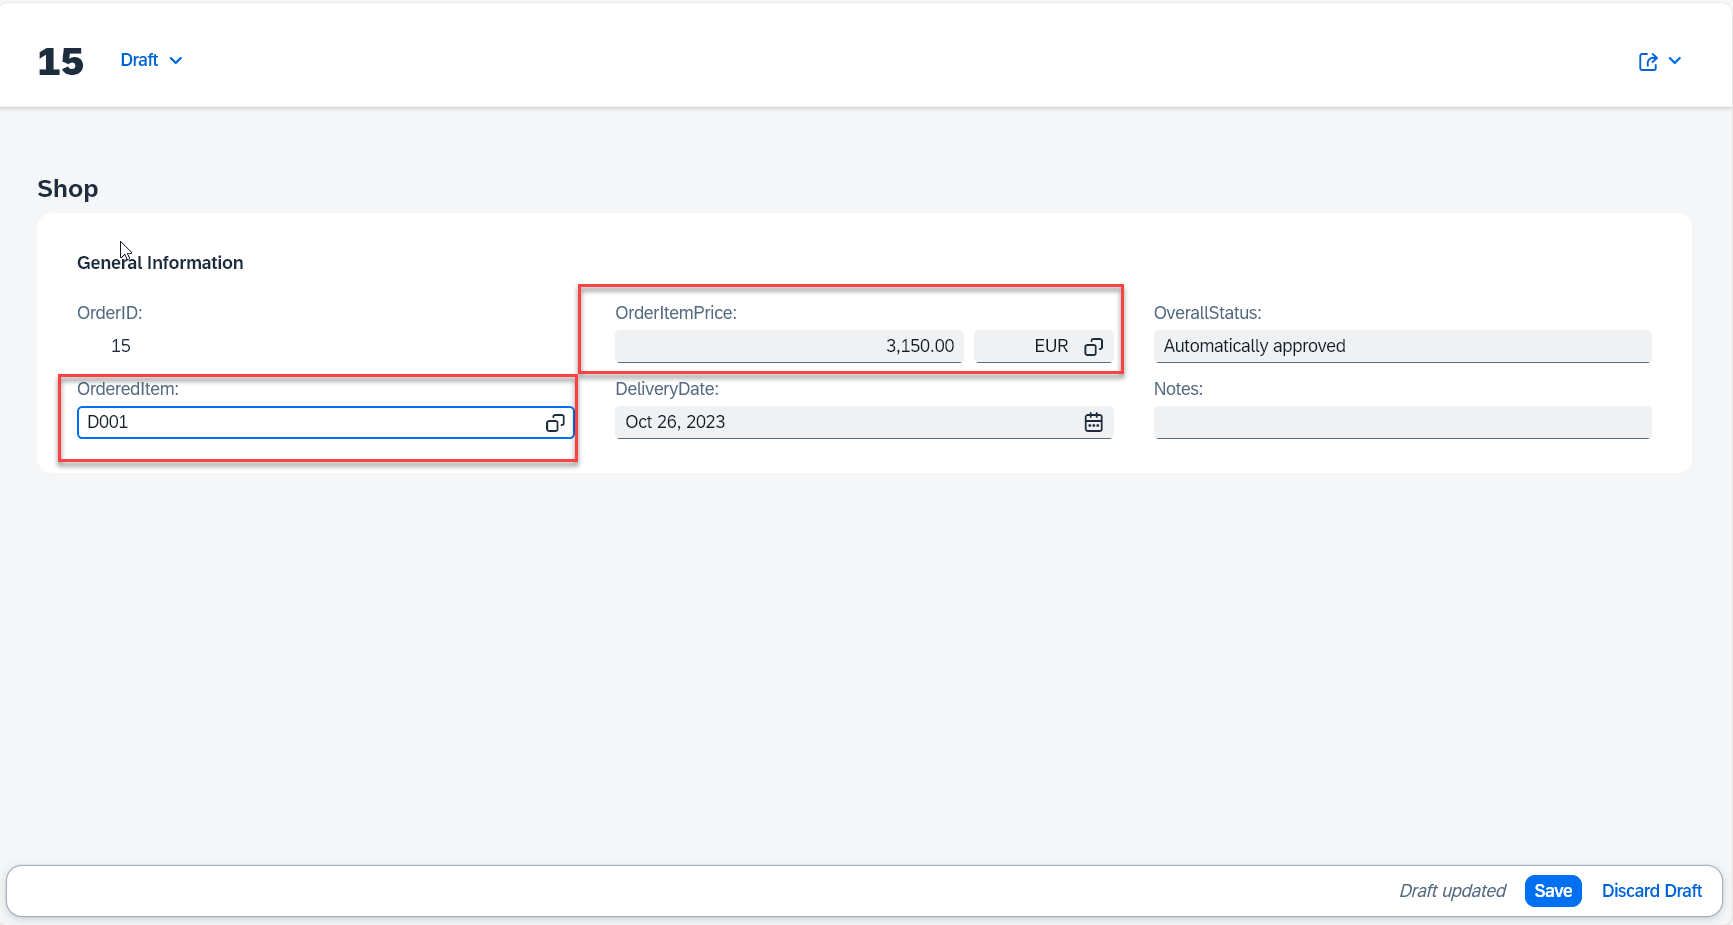 15 Draft
Shop
General Information
OrderID:
15
OrderedItem:
D001
OrderItemPrice:
3,150.00 EUR
DeliveryDate:
Oct 26, 2023
OverallStatus:
Automatically approved
Notes:
Draft updated Save Discard Draft